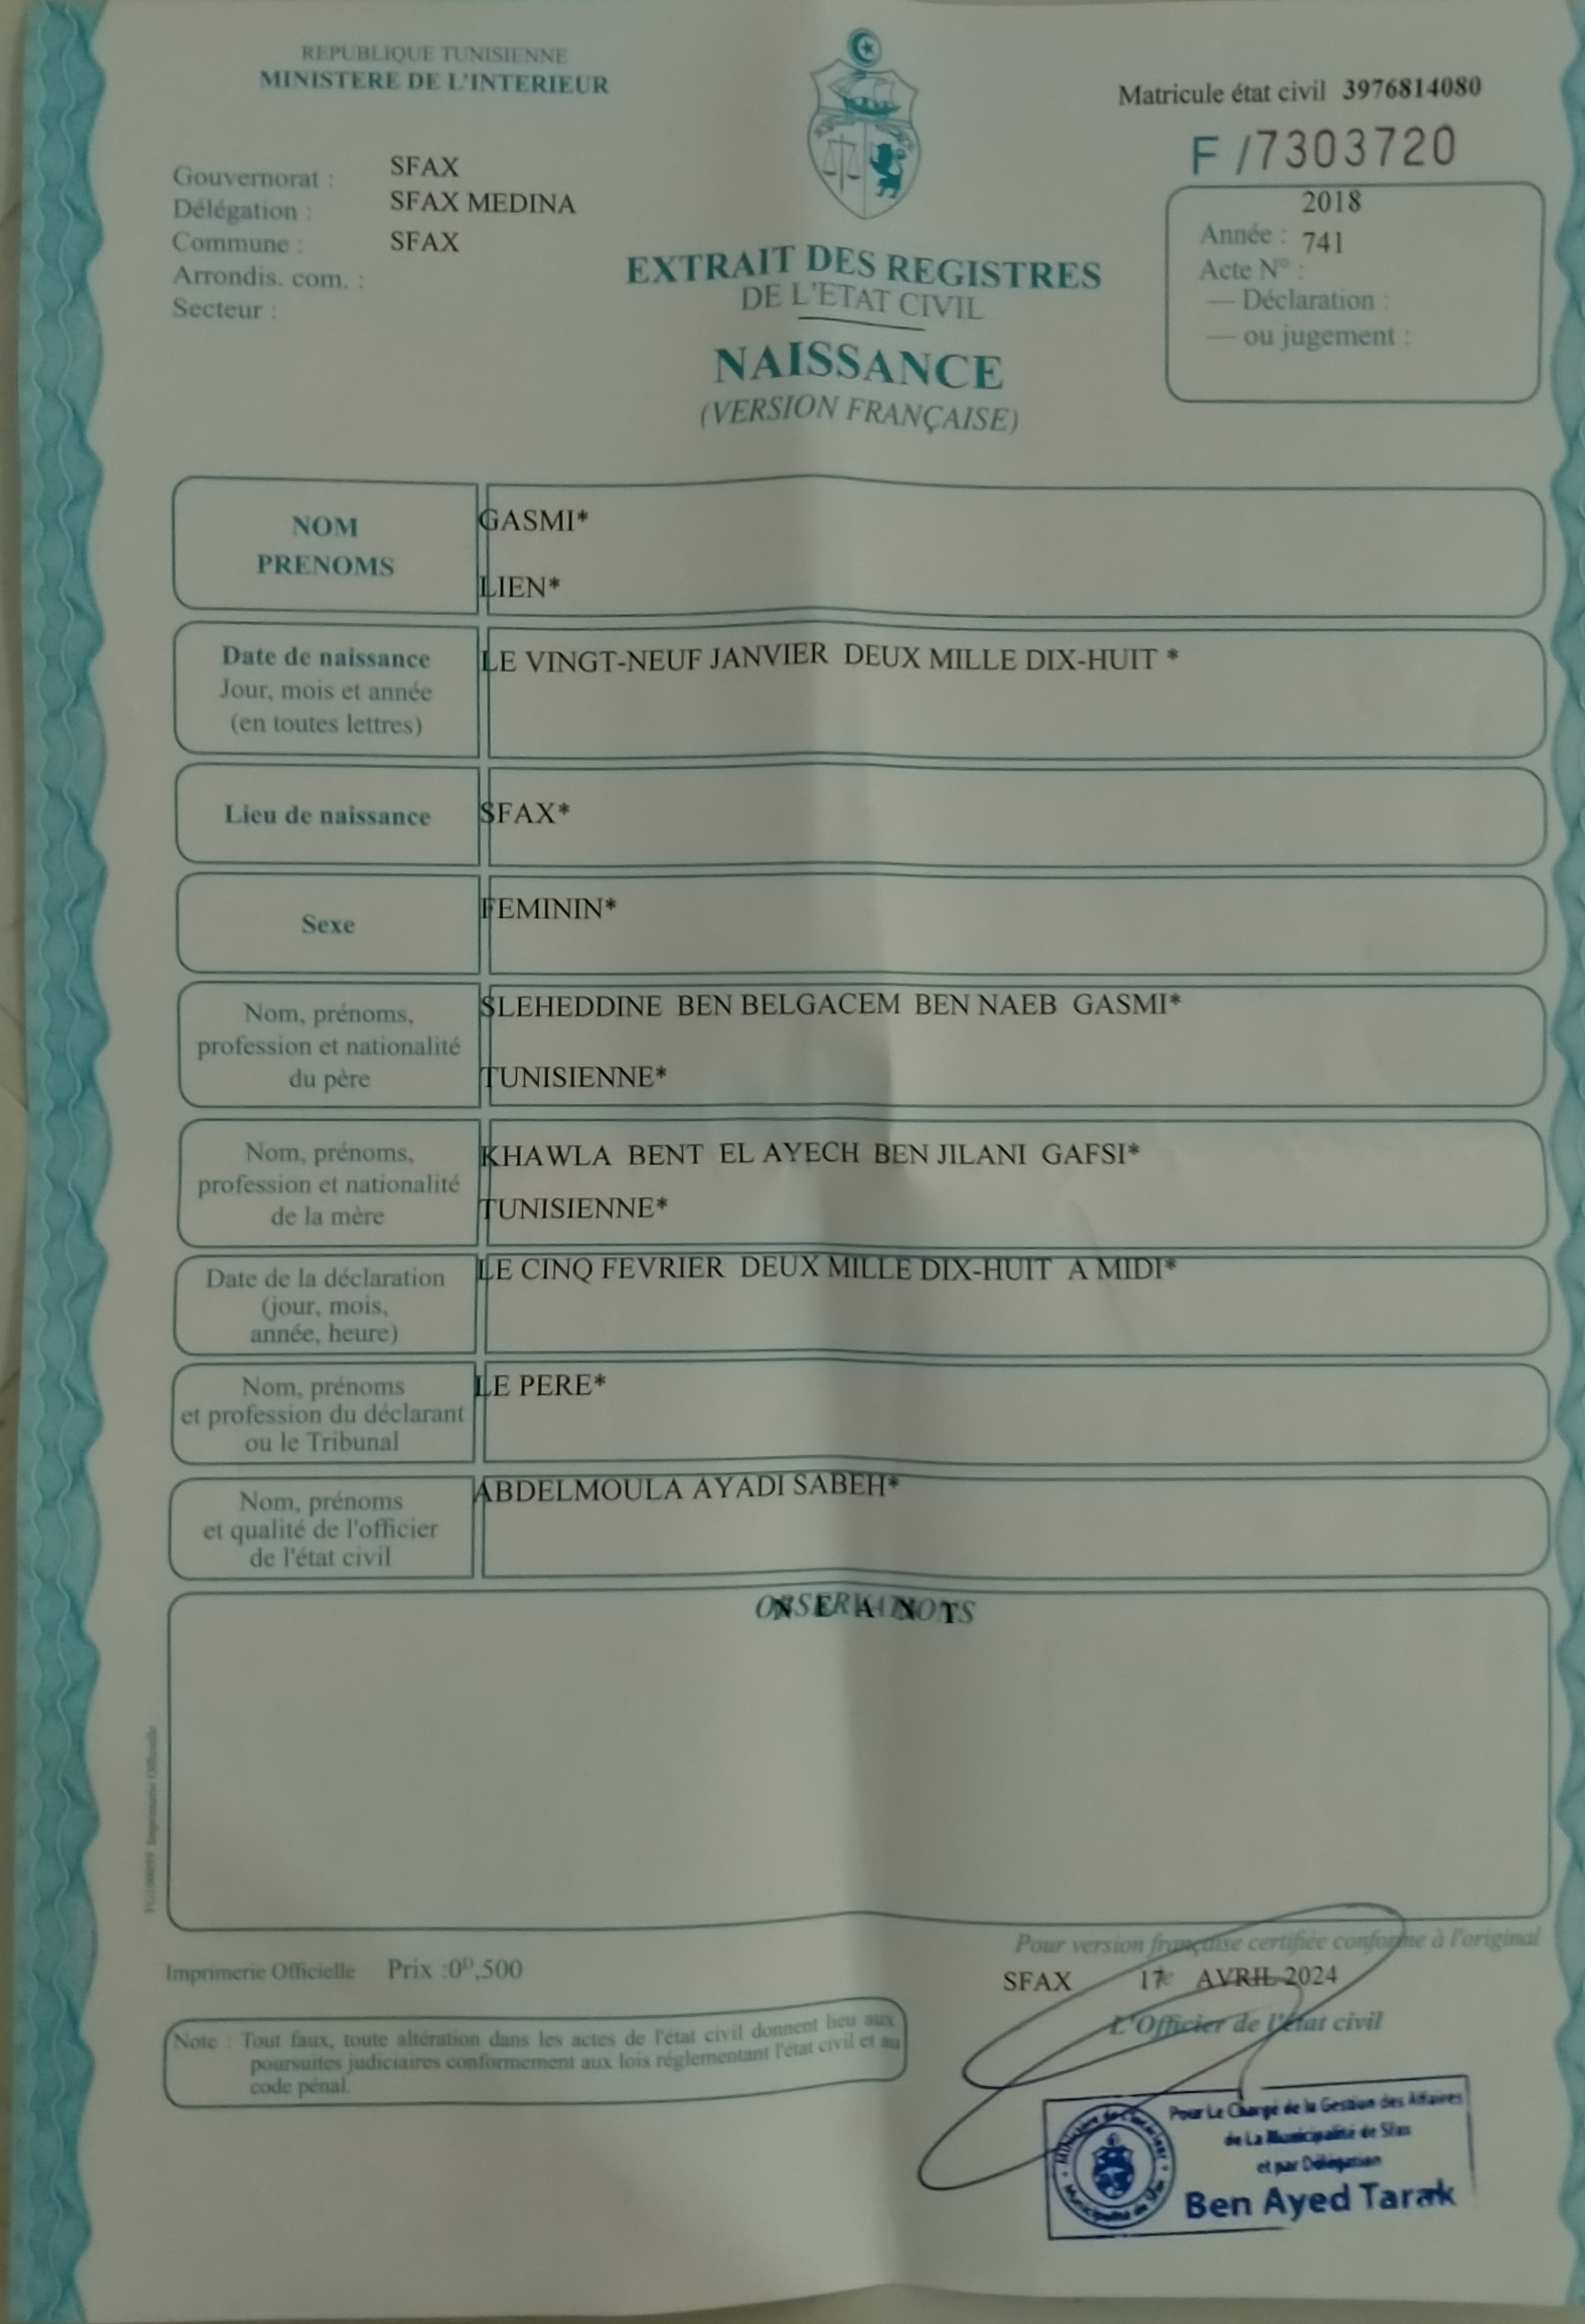 REPUBLIQUE TUNISIENNE
MINISTERE DE L'INTERIEUR
Matricule état civil 3976814080
F /7303720
Gouvernorat : SFAX
Délégation : SFAX MEDINA
Commune : SFAX
Arrondis. com. :
Secteur :
2018
Année : 741
Acte N° :
— Déclaration :
— ou jugement :
EXTRAIT DES REGISTRES
DE L'ETAT CIVIL
NAISSANCE
(VERSION FRANÇAISE)
NOM
PRENOMS
GASMI*
LIEN*
Date de naissance
Jour, mois et année
(en toutes lettres)
LE VINGT-NEUF JANVIER DEUX MILLE DIX-HUIT *
Lieu de naissance
SFAX*
Sexe
FEMININ*
Nom, prénoms,
profession et nationalité
du père
SLEHEDDINE BEN BELGACEM BEN NAEB GASMI*
TUNISIENNE*
Nom, prénoms,
profession et nationalité
de la mère
KHAWLA BENT EL AYECH BEN JILANI GAFSI*
TUNISIENNE*
Date de la déclaration
(jour, mois,
année, heure)
LE CINQ FEVRIER DEUX MILLE DIX-HUIT A MIDI*
Nom, prénoms
et profession du déclarant
ou le Tribunal
LE PERE*
Nom, prénoms
et qualité de l'officier
de l'état civil
ABDELMOULA AYADI SABEH*
OBSERVATIONS
N E A N T
Imprimerie Officielle
Imprimerie Officielle Prix :0ᴰ,500
Note : Tout faux, toute altération dans les actes de l'état civil donnent lieu aux
poursuites judiciaires conformement aux lois réglementant l'état civil et au
code pénal.
Pour version française certifiée conforme à l'original
SFAX 17 AVRIL 2024
L'Officier de l'état civil
Pour Le Chargé de la Gestion des Affaires
de La Municipalité de Sfax
et par Délégation
Ben Ayed Tarak
Ministère de L'interieur
Municipalité de Sfax